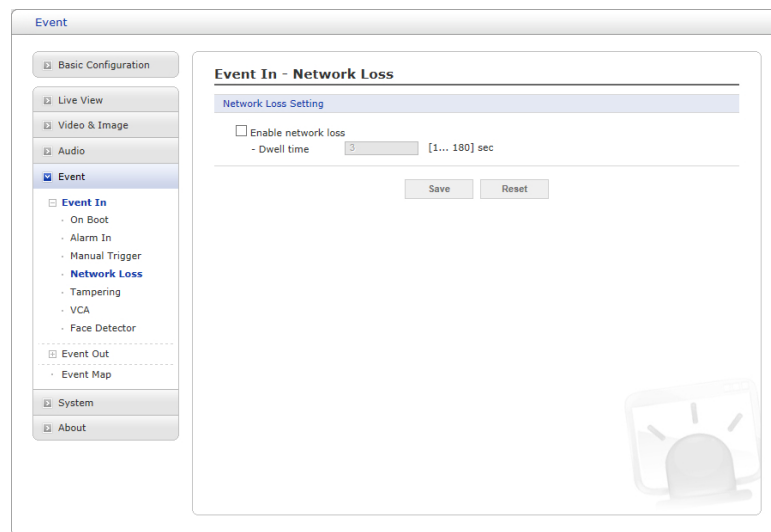 Event
Basic Configuration
Live View
Video & Image
Audio
Event
Event In
On Boot
Alarm In
Manual Trigger
Network Loss
Tampering
VCA
Face Detector
Event Out
Event Map
System
About
Event In - Network Loss
Network Loss Setting
Enable network loss
- Dwell time 3 [1... 180] sec
Save Reset